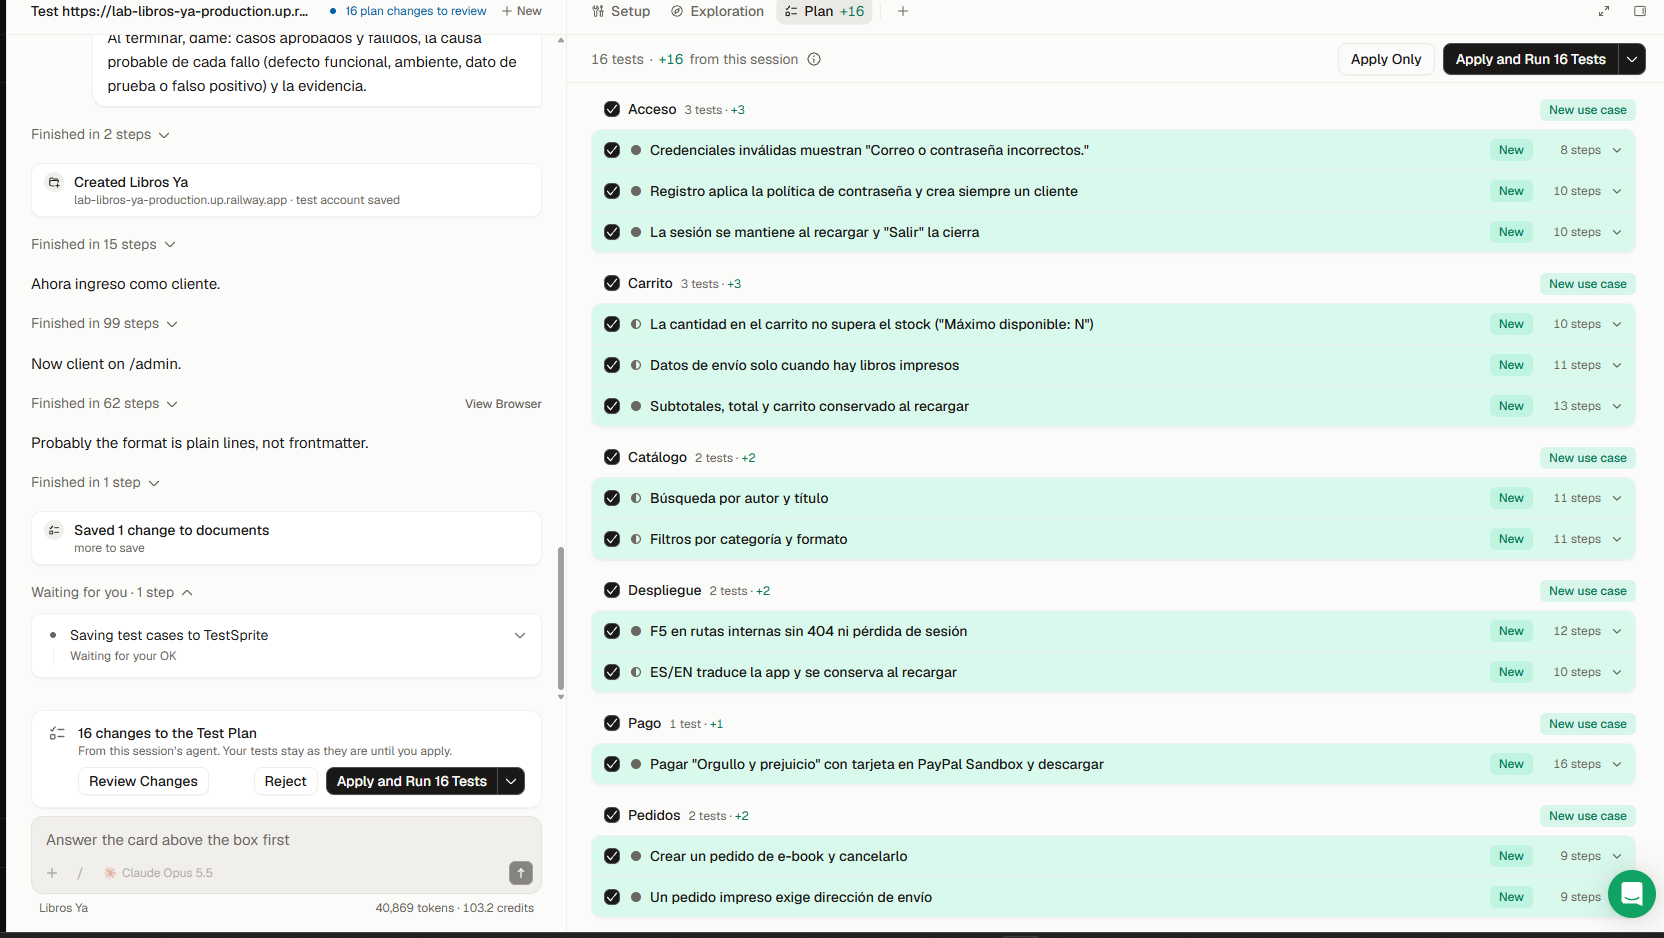 Test https://lab-libros-ya-production.up.r...
16 plan changes to review
New
Al terminar, dame: casos aprobados y fallidos, la causa
probable de cada fallo (defecto funcional, ambiente, dato de
prueba o falso positivo) y la evidencia.
Finished in 2 steps
Created Libros Ya
lab-libros-ya-production.up.railway.app · test account saved
Finished in 15 steps
Ahora ingreso como cliente.
Finished in 99 steps
Now client on /admin.
Finished in 62 steps
View Browser
Probably the format is plain lines, not frontmatter.
Finished in 1 step
Saved 1 change to documents
more to save
Waiting for you · 1 step
Saving test cases to TestSprite
Waiting for your OK
16 changes to the Test Plan
From this session's agent. Your tests stay as they are until you apply.
Review Changes
Reject
Apply and Run 16 Tests
Answer the card above the box first
+ / Claude Opus 5.5
Libros Ya
40,869 tokens · 103.2 credits
Setup
Exploration
Plan +16
16 tests · +16 from this session
Apply Only
Apply and Run 16 Tests
Acceso 3 tests · +3 New use case
Credenciales inválidas muestran "Correo o contraseña incorrectos." New 8 steps
Registro aplica la política de contraseña y crea siempre un cliente New 10 steps
La sesión se mantiene al recargar y "Salir" la cierra New 10 steps
Carrito 3 tests · +3 New use case
La cantidad en el carrito no supera el stock ("Máximo disponible: N") New 10 steps
Datos de envío solo cuando hay libros impresos New 11 steps
Subtotales, total y carrito conservado al recargar New 13 steps
Catálogo 2 tests · +2 New use case
Búsqueda por autor y título New 11 steps
Filtros por categoría y formato New 11 steps
Despliegue 2 tests · +2 New use case
F5 en rutas internas sin 404 ni pérdida de sesión New 12 steps
ES/EN traduce la app y se conserva al recargar New 10 steps
Pago 1 test · +1 New use case
Pagar "Orgullo y prejuicio" con tarjeta en PayPal Sandbox y descargar New 16 steps
Pedidos 2 tests · +2 New use case
Crear un pedido de e-book y cancelarlo New 9 steps
Un pedido impreso exige dirección de envío New 9 steps